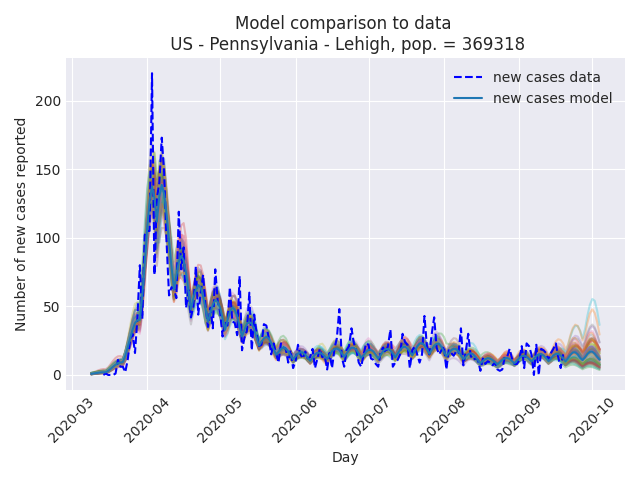 Model comparison to data
US - Pennsylvania - Lehigh, pop. = 369318
new cases data
new cases model
Number of new cases reported
200
150
100
50
0
2020-03
2020-04
2020-05
2020-06
2020-07
2020-08
2020-09
2020-10
Day